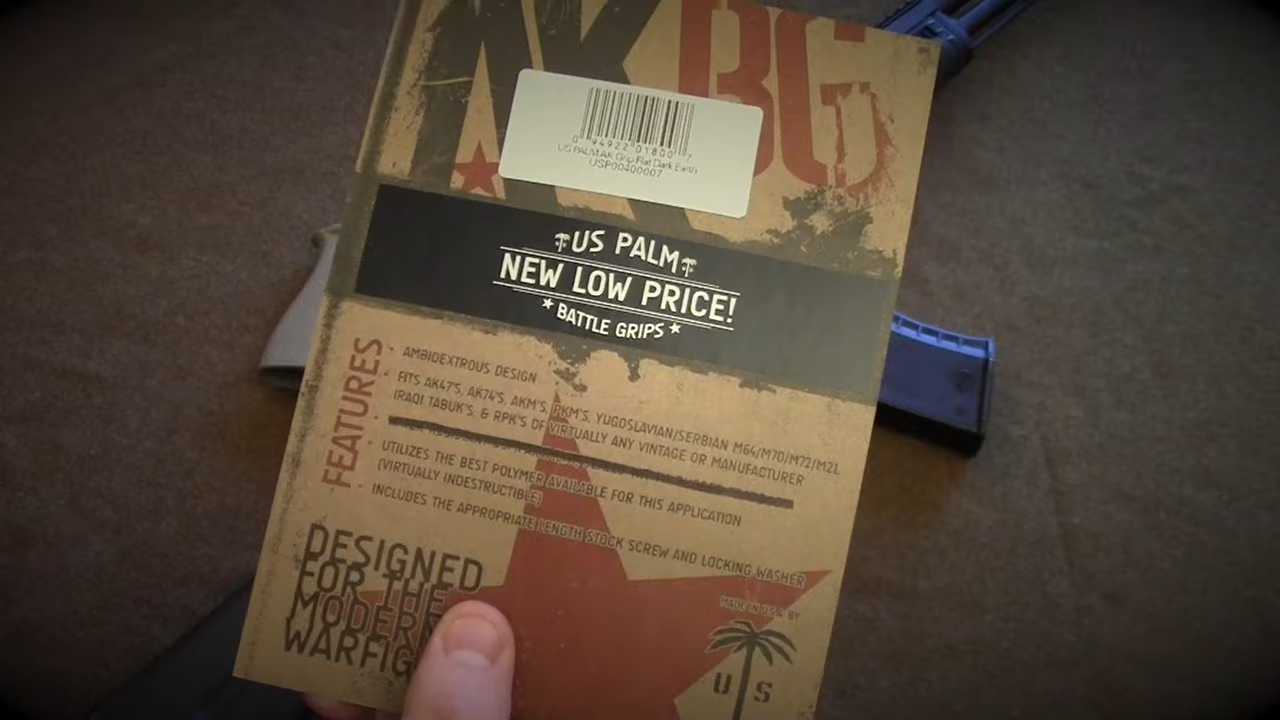 AKBG
0 94922 01800 7
US PALM AK Grip Flat Dark Earth
USP00400007
US PALM
NEW LOW PRICE!
BATTLE GRIPS
FEATURES
AMBIDEXTROUS DESIGN
FITS AK47'S, AK74'S, AKM'S, PKM'S, YUGOSLAVIAN/SERBIAN M64/M70/M72/M21,
IRAQI TABUK'S, & RPK'S OF VIRTUALLY ANY VINTAGE OR MANUFACTURER
UTILIZES THE BEST POLYMER AVAILABLE FOR THIS APPLICATION
(VIRTUALLY INDESTRUCTIBLE)
INCLUDES THE APPROPRIATE LENGTH STOCK SCREW AND LOCKING WASHER
DESIGNED
FOR THE
MODERN
WARFIG
MADE IN U.S.A. BY
U S